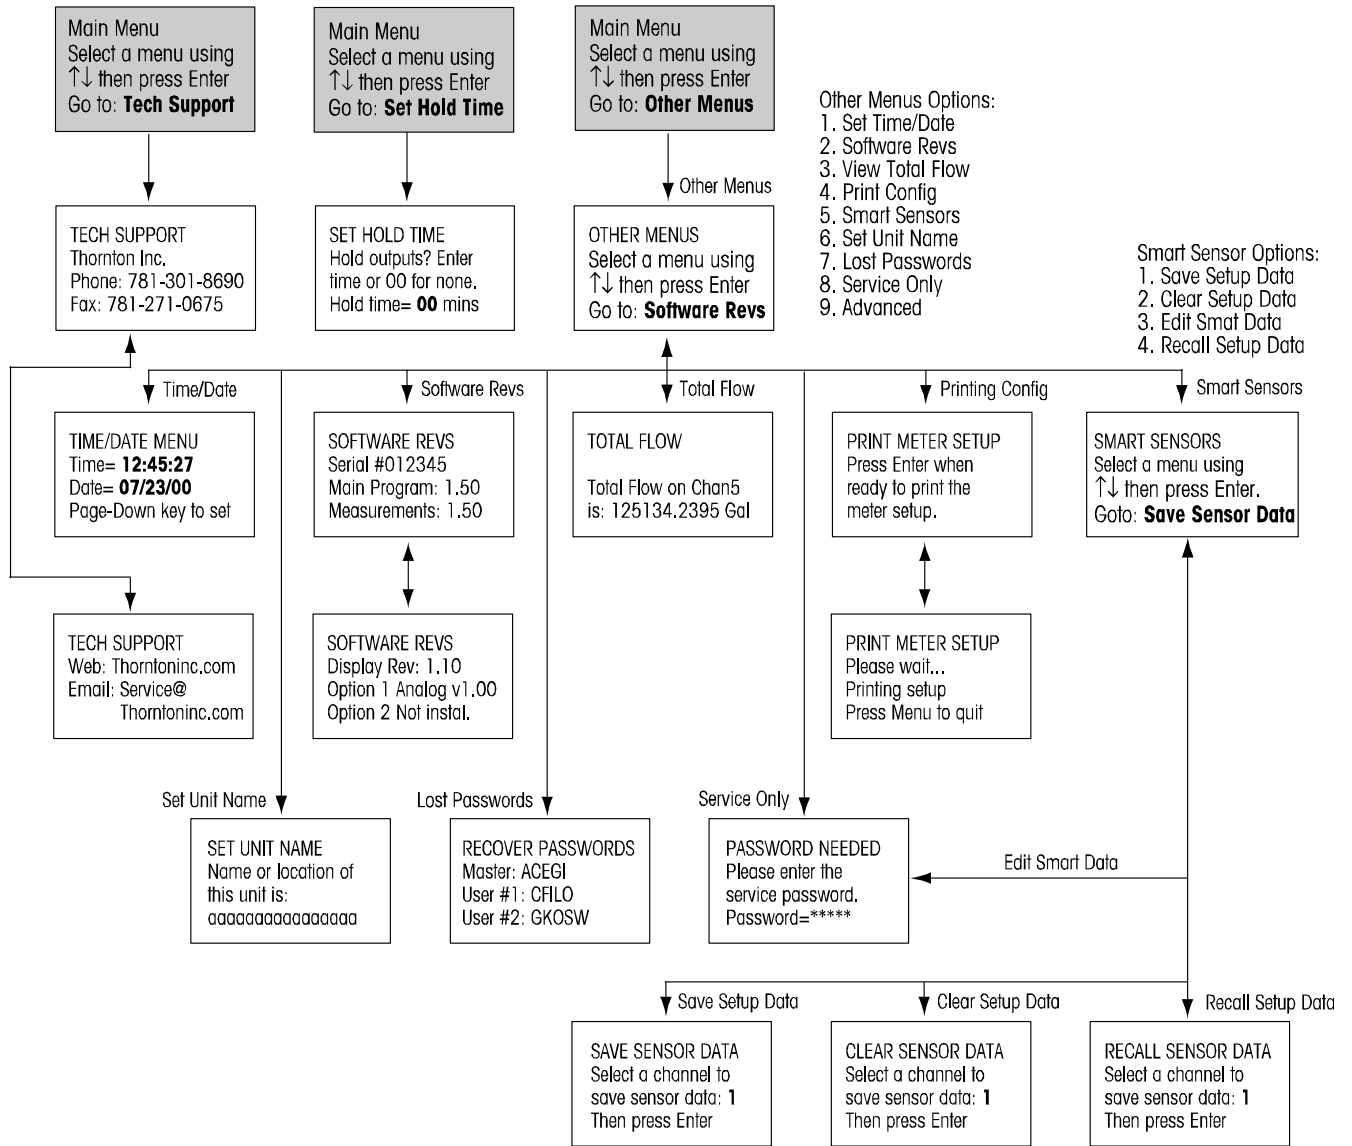 Main Menu
Select a menu using
↑↓ then press Enter
Go to: Tech Support
Main Menu
Select a menu using
↑↓ then press Enter
Go to: Set Hold Time
Main Menu
Select a menu using
↑↓ then press Enter
Go to: Other Menus
Other Menus Options:
1. Set Time/Date
2. Software Revs
3. View Total Flow
4. Print Config
5. Smart Sensors
6. Set Unit Name
7. Lost Passwords
8. Service Only
9. Advanced
Smart Sensor Options:
1. Save Setup Data
2. Clear Setup Data
3. Edit Smat Data
4. Recall Setup Data
Other Menus
TECH SUPPORT
Thornton Inc.
Phone: 781-301-8690
Fax: 781-271-0675
SET HOLD TIME
Hold outputs? Enter
time or 00 for none.
Hold time= 00 mins
OTHER MENUS
Select a menu using
↑↓ then press Enter
Go to: Software Revs
Time/Date
Software Revs
Total Flow
Printing Config
Smart Sensors
TIME/DATE MENU
Time= 12:45:27
Date= 07/23/00
Page-Down key to set
SOFTWARE REVS
Serial #012345
Main Program: 1.50
Measurements: 1.50
TOTAL FLOW
Total Flow on Chan5
is: 125134.2395 Gal
PRINT METER SETUP
Press Enter when
ready to print the
meter setup.
SMART SENSORS
Select a menu using
↑↓ then press Enter.
Goto: Save Sensor Data
TECH SUPPORT
Web: Thorntoninc.com
Email: Service@
Thorntoninc.com
SOFTWARE REVS
Display Rev: 1.10
Option 1 Analog v1.00
Option 2 Not instal.
PRINT METER SETUP
Please wait...
Printing setup
Press Menu to quit
Set Unit Name
Lost Passwords
Service Only
SET UNIT NAME
Name or location of
this unit is:
aaaaaaaaaaaaaaaa
RECOVER PASSWORDS
Master: ACEGI
User #1: CFILO
User #2: GKOSW
PASSWORD NEEDED
Please enter the
service password.
Password=*****
Edit Smart Data
Save Setup Data
Clear Setup Data
Recall Setup Data
SAVE SENSOR DATA
Select a channel to
save sensor data: 1
Then press Enter
CLEAR SENSOR DATA
Select a channel to
save sensor data: 1
Then press Enter
RECALL SENSOR DATA
Select a channel to
save sensor data: 1
Then press Enter